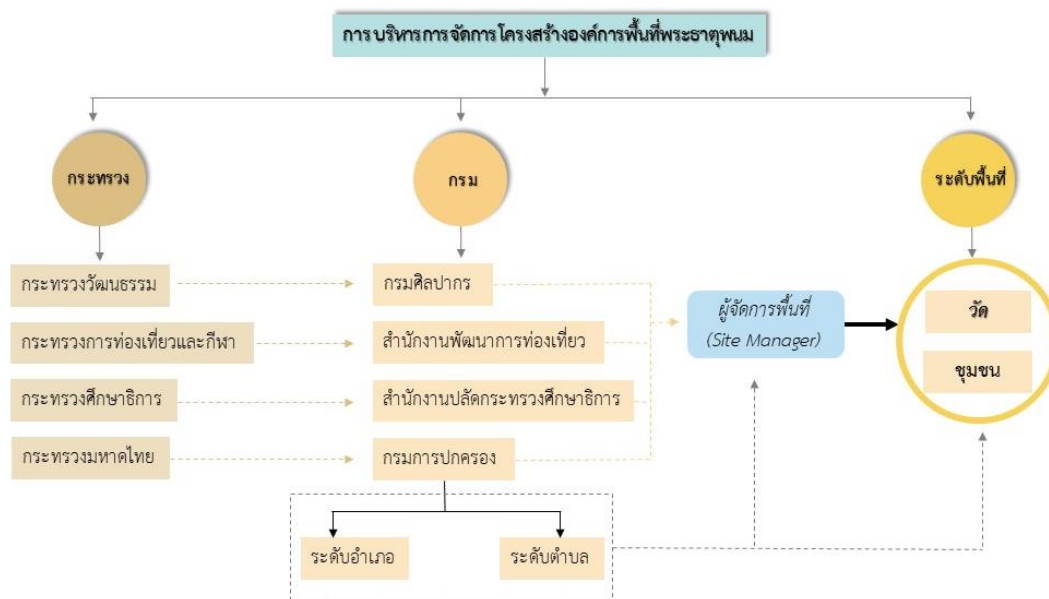 การบริหารการจัดการโครงสร้างองค์การพื้นที่พระธาตุพนม
กระทรวง
กรม
ระดับพื้นที่
กระทรวงวัฒนธรรม
กรมศิลปากร
ผู้จัดการพื้นที่
(Site Manager)
วัด
กระทรวงการท่องเที่ยวและกีฬา
สำนักงานพัฒนาการท่องเที่ยว
ชุมชน
กระทรวงศึกษาธิการ
สำนักงานปลัดกระทรวงศึกษาธิการ
กระทรวงมหาดไทย
กรมการปกครอง
ระดับอำเภอ
ระดับตำบล